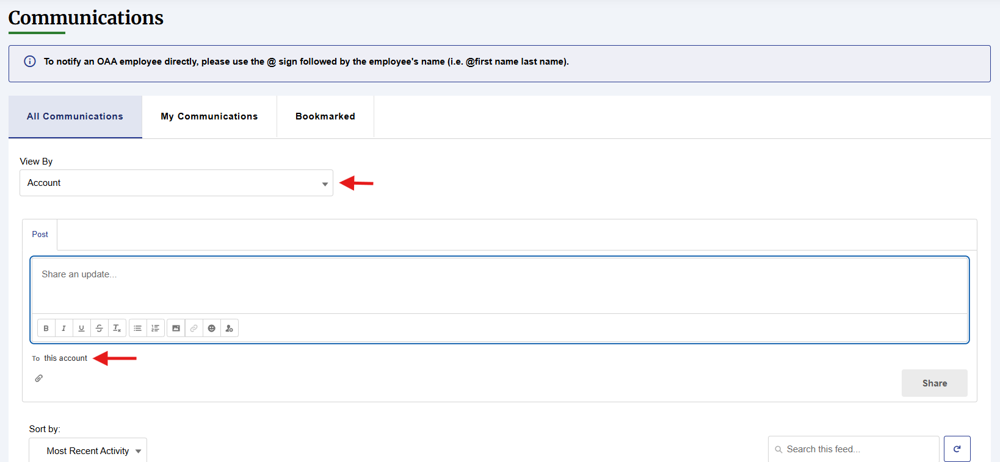 Communications
To notify an OAA employee directly, please use the @ sign followed by the employee's name (i.e. @first name last name).
All Communications
My Communications
Bookmarked
View By
Account
Post
Share an update...
B I U S Tx
To this account
Share
Sort by:
Most Recent Activity
Search this feed...